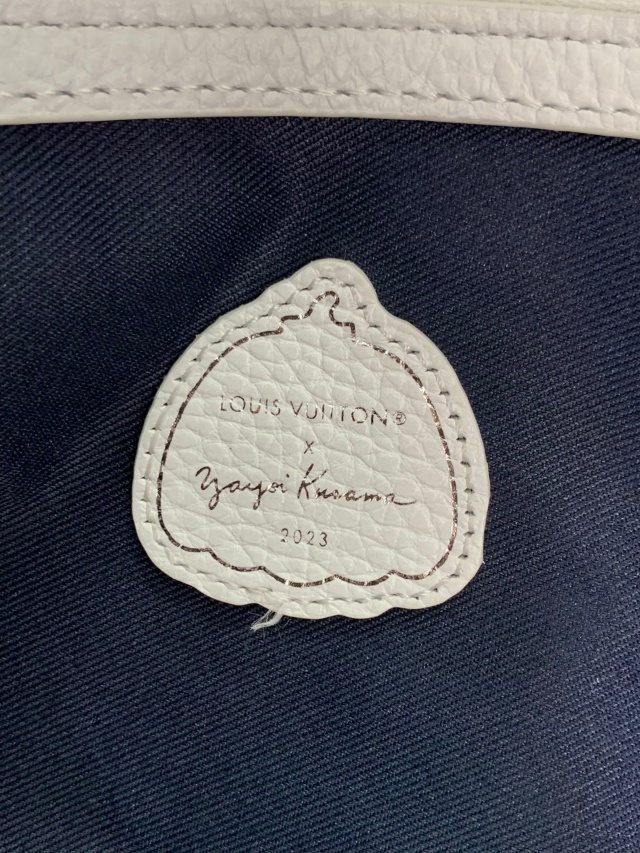 LOUIS VUITTON®
x
Yayoi Kusama
2023